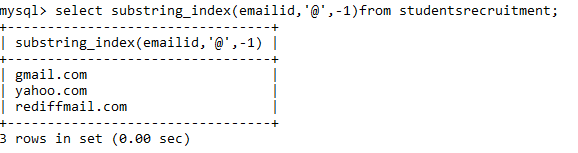 mysql> select substring_index(emailid,'@',-1)from studentsrecruitment;
+---------------------------------+
| substring_index(emailid,'@',-1) |
+---------------------------------+
| gmail.com                       |
| yahoo.com                       |
| rediffmail.com                  |
+---------------------------------+
3 rows in set (0.00 sec)